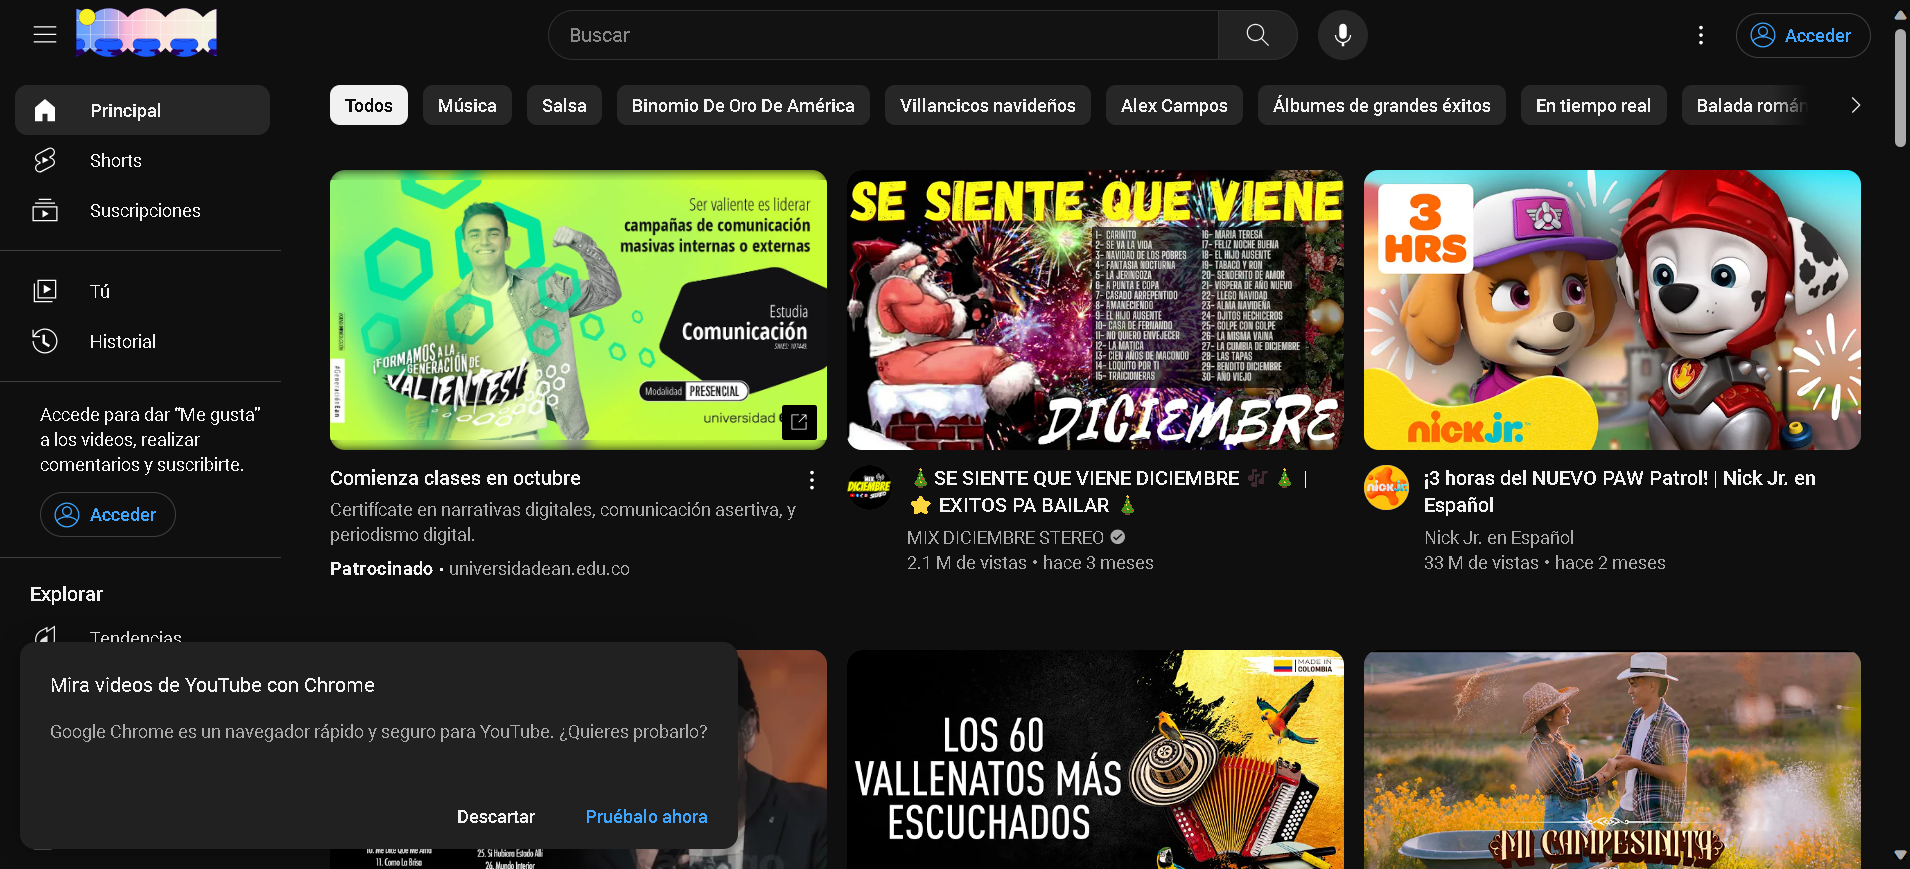 Buscar
Acceder
Principal
Shorts
Suscripciones
Tú
Historial
Accede para dar “Me gusta”
a los videos, realizar
comentarios y suscribirte.
Acceder
Explorar
Tendencias
Todos
Música
Salsa
Binomio De Oro De América
Villancicos navideños
Alex Campos
Álbumes de grandes éxitos
En tiempo real
Balada román
Ser valiente es liderar
campañas de comunicación
masivas internas o externas
Estudia
Comunicación
¡FORMAMOS A LA
GENERACIÓN DE
VALIENTES!
Modalidad PRESENCIAL
universidad
Comienza clases en octubre
Certifícate en narrativas digitales, comunicación asertiva, y
periodismo digital.
Patrocinado • universidadean.edu.co
SE SIENTE QUE VIENE
1- CARIÑITO
2- SE VA LA VIDA
3- NAVIDAD DE LOS POBRES
4- FANTASIA NOCTURNA
5- LA JERINGOZA
6- A PUNTA E COPA
7- CASADO ARREPENTIDO
8- AMANECIENDO
9- EL HIJO AUSENTE
10- CASA DE FERNANDO
11- NO QUIERO ENVEJECER
12- LA MATICA
13- CIEN AÑOS DE MACONDO
14- LOQUITO POR TI
15- TRAICIONERAS
16- MARIA TERESA
17- FELIZ NOCHE BUENA
18- EL HIJO AUSENTE
19- TABACO Y RON
20- SENDERITO DE AMOR
21- VISPERA DE AÑO NUEVO
22- LLEGO NAVIDAD
23- ALMA NAVIDEÑA
24- OJITOS HECHICEROS
25- GOLPE CON GOLPE
26- LA MISMA VAINA
27- LA CUMBIA DE DICIEMBRE
28- LAS TAPAS
29- BENDITO DICIEMBRE
30- AÑO VIEJO
DICIEMBRE
MIX
DICIEMBRE
STEREO
🎄 SE SIENTE QUE VIENE DICIEMBRE 🎶 🎄 |
⭐ EXITOS PA BAILAR 🎄
MIX DICIEMBRE STEREO
2.1 M de vistas • hace 3 meses
3
HRS
nick jr.
nick jr.
¡3 horas del NUEVO PAW Patrol! | Nick Jr. en
Español
Nick Jr. en Español
33 M de vistas • hace 2 meses
Mira videos de YouTube con Chrome
Google Chrome es un navegador rápido y seguro para YouTube. ¿Quieres probarlo?
Descartar
Pruébalo ahora
10. Me Dice Que Me Ama
11. Como La Brisa
25. Si Hubiera Estado Allí
26. Mundo Interior
MADE IN
COLOMBIA
LOS 60
VALLENATOS MÁS
ESCUCHADOS
MI CAMPESINITA